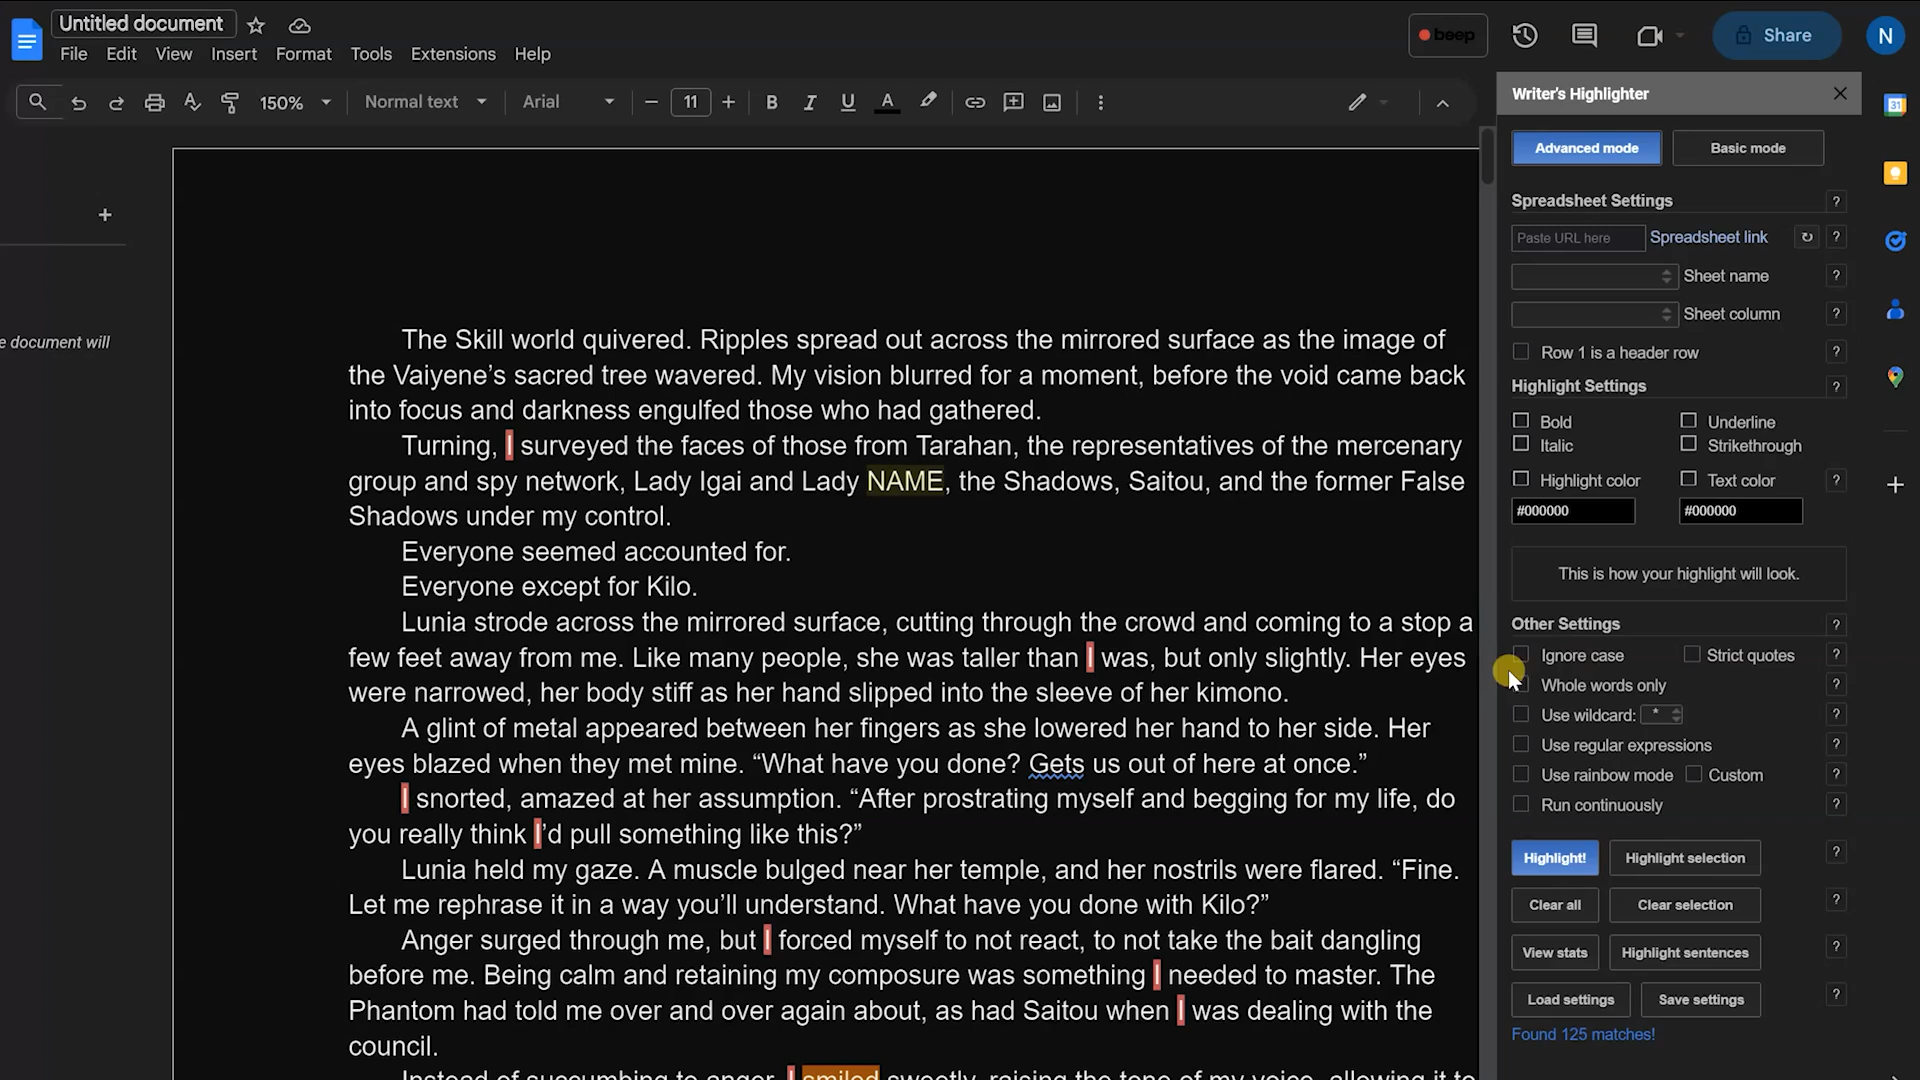 Untitled document
beep
Share
N
File Edit View Insert Format Tools Extensions Help
150% Normal text Arial 11 B I U A
Writer's Highlighter
31
Advanced mode Basic mode
Spreadsheet Settings ?
Paste URL here Spreadsheet link ?
Sheet name ?
Sheet column ?
Row 1 is a header row ?
Highlight Settings ?
Bold Underline
Italic Strikethrough
Highlight color Text color ?
#000000 #000000
This is how your highlight will look.
Other Settings ?
Ignore case Strict quotes ?
Whole words only ?
Use wildcard: * ?
Use regular expressions ?
Use rainbow mode Custom ?
Run continuously ?
Highlight! Highlight selection ?
Clear all Clear selection ?
View stats Highlight sentences ?
Load settings Save settings ?
Found 125 matches!
e document will
The Skill world quivered. Ripples spread out across the mirrored surface as the image of
the Vaiyene’s sacred tree wavered. My vision blurred for a moment, before the void came back
into focus and darkness engulfed those who had gathered.
Turning, I surveyed the faces of those from Tarahan, the representatives of the mercenary
group and spy network, Lady Igai and Lady NAME, the Shadows, Saitou, and the former False
Shadows under my control.
Everyone seemed accounted for.
Everyone except for Kilo.
Lunia strode across the mirrored surface, cutting through the crowd and coming to a stop a
few feet away from me. Like many people, she was taller than I was, but only slightly. Her eyes
were narrowed, her body stiff as her hand slipped into the sleeve of her kimono.
A glint of metal appeared between her fingers as she lowered her hand to her side. Her
eyes blazed when they met mine. “What have you done? Gets us out of here at once.”
I snorted, amazed at her assumption. “After prostrating myself and begging for my life, do
you really think I’d pull something like this?”
Lunia held my gaze. A muscle bulged near her temple, and her nostrils were flared. “Fine.
Let me rephrase it in a way you’ll understand. What have you done with Kilo?”
Anger surged through me, but I forced myself to not react, to not take the bait dangling
before me. Being calm and retaining my composure was something I needed to master. The
Phantom had told me over and over again about, as had Saitou when I was dealing with the
council.
Instead of succumbing to anger, I smiled sweetly, raising the tone of my voice, allowing it to